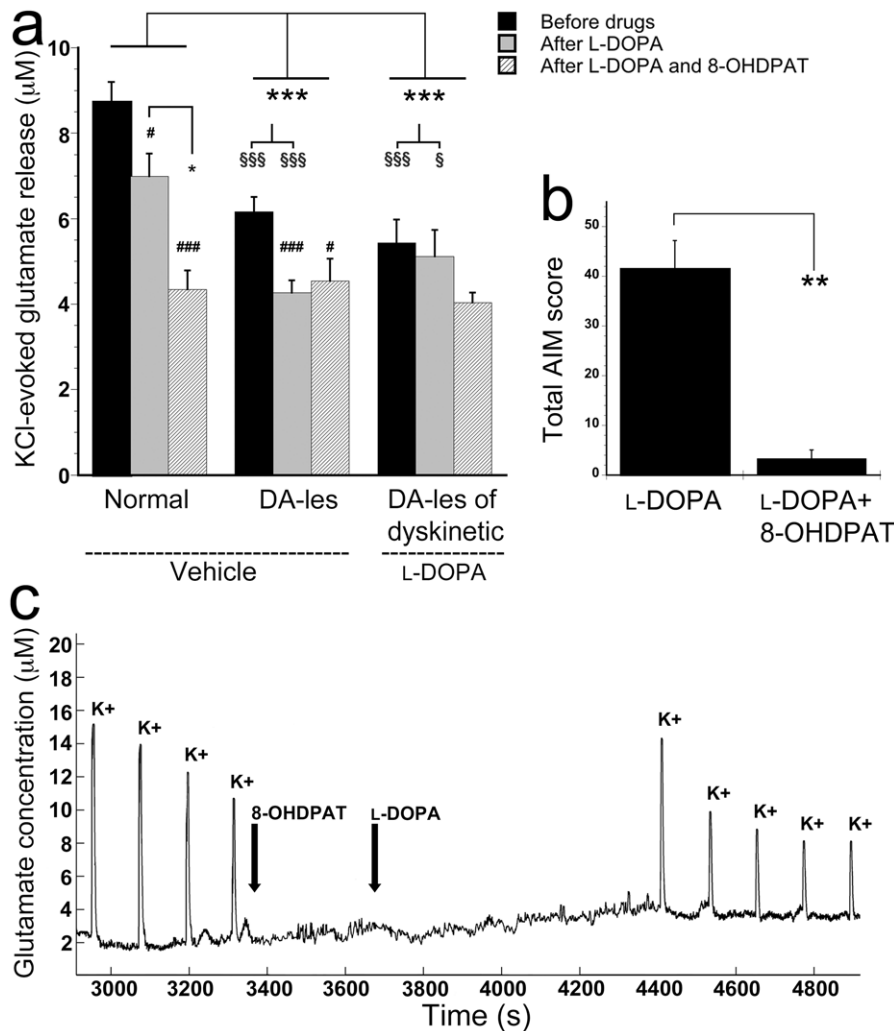 a
KCl-evoked glutamate release (μM)
10
8
6
4
2
0
#
*
###
***
§§§ §§§
###
#
***
§§§ §
Normal
DA-les
DA-les of
dyskinetic
Vehicle
L-DOPA
Before drugs
After L-DOPA
After L-DOPA and 8-OHDPAT
b
Total AIM score
50
40
30
20
10
0
**
L-DOPA
L-DOPA+
8-OHDPAT
c
Glutamate concentration (μM)
20
18
16
14
12
10
8
6
4
2
K+
K+
K+
K+
8-OHDPAT
L-DOPA
K+
K+
K+
K+
K+
3000 3200 3400 3600 3800 4000 4200 4400 4600 4800
Time (s)